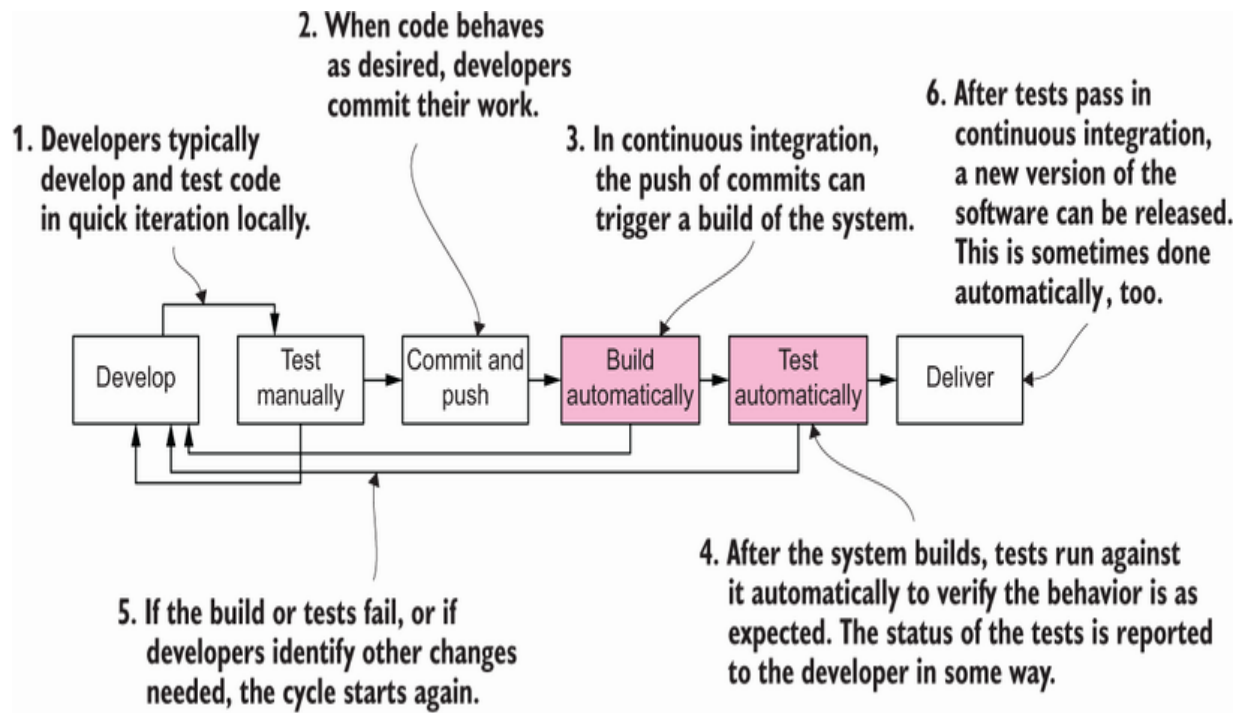 2. When code behaves
as desired, developers
commit their work.
1. Developers typically
develop and test code
in quick iteration locally.
3. In continuous integration,
the push of commits can
trigger a build of the system.
6. After tests pass in
continuous integration,
a new version of the
software can be released.
This is sometimes done
automatically, too.
Develop
Test
manually
Commit and
push
Build
automatically
Test
automatically
Deliver
4. After the system builds, tests run against
it automatically to verify the behavior is as
expected. The status of the tests is reported
to the developer in some way.
5. If the build or tests fail, or if
developers identify other changes
needed, the cycle starts again.